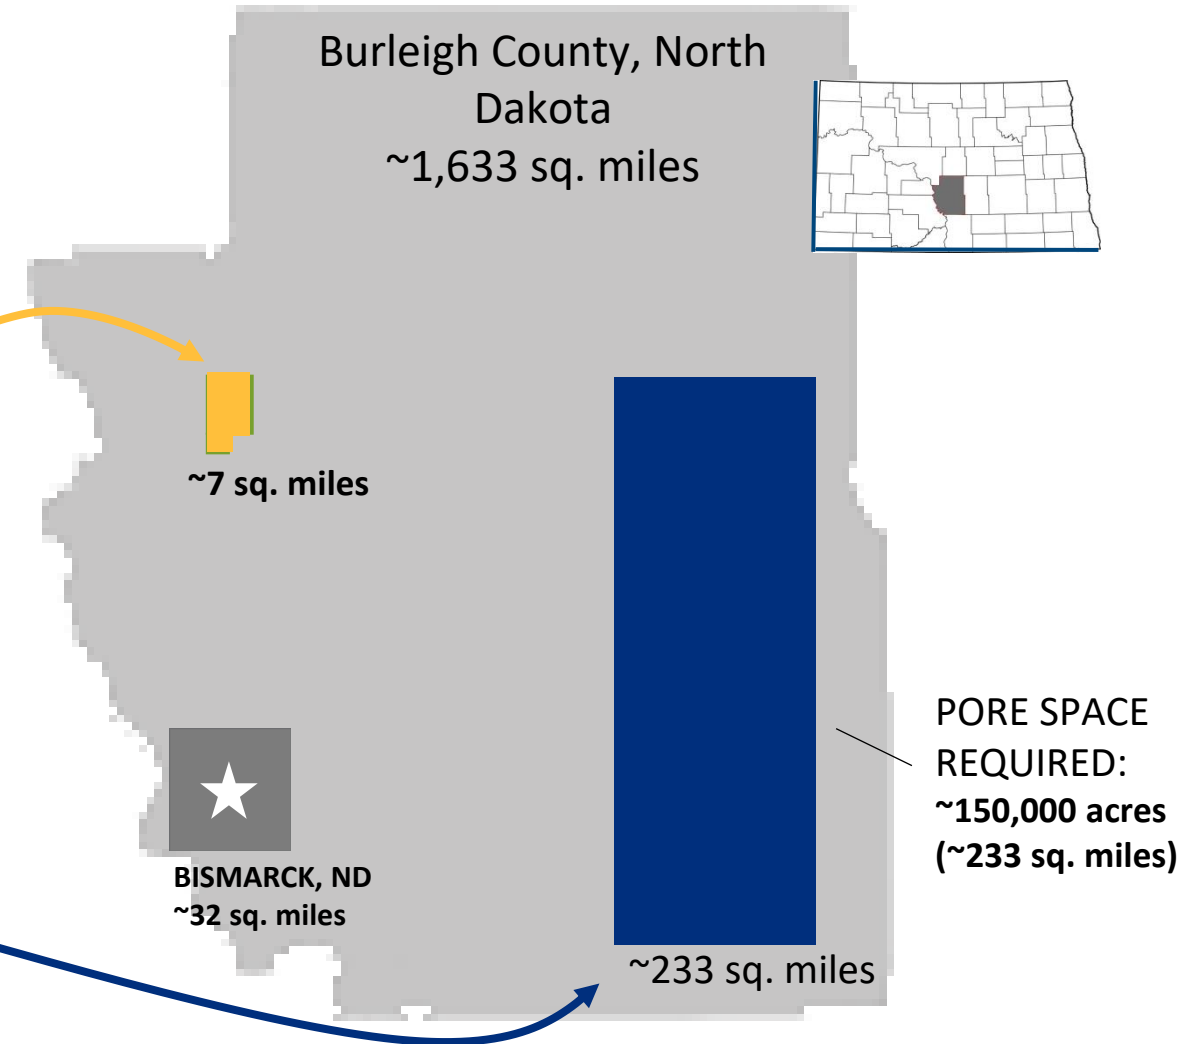 Burleigh County, North
Dakota
~1,633 sq. miles
~7 sq. miles
BISMARCK, ND
~32 sq. miles
~233 sq. miles
PORE SPACE
REQUIRED:
~150,000 acres
(~233 sq. miles)